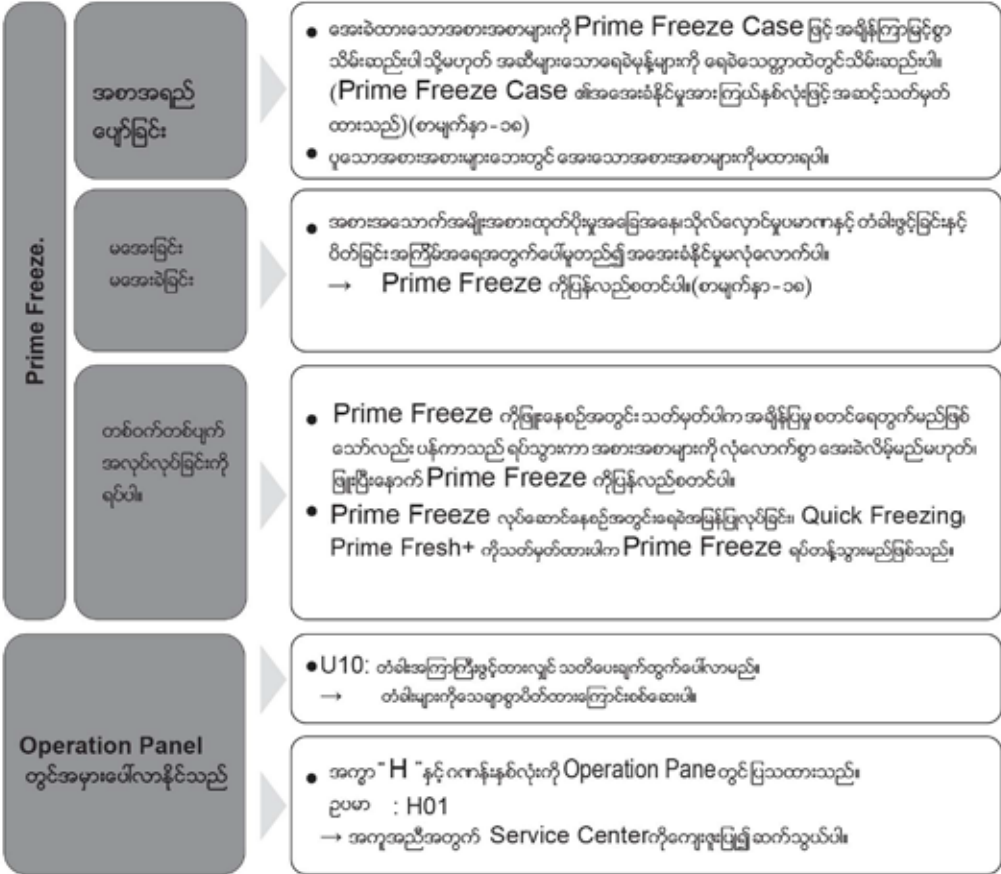 Prime Freeze.
အစာအရည်
ပျော်ခြင်း
● အေးခဲထားသောအစားအစာများကို Prime Freeze Case ဖြင့် အချိန်ကြာမြင့်စွာ
သိမ်းဆည်းပါ သို့မဟုတ် အဆီများသောရေခဲမုန့်များကို ရေခဲသေတ္တာထဲတွင်သိမ်းဆည်းပါ။
(Prime Freeze Case ၏အအေးခံနိုင်မှုအား ကြယ်နှစ်လုံးဖြင့် အဆင့်သတ်မှတ်
ထားသည်)(စာမျက်နှာ-၁၈)
● ပူသောအစားအစားများဘေးတွင် အေးသောအစားအစာများကိုမထားရပါ။
မအေးခြင်း
မအေးခဲခြင်း
● အစားအသောက်အမျိုးအစား၊ထုတ်ပိုးမှုအခြေအနေ၊သိုလ်လှောင်မှုပမာဏနှင့် တံခါးဖွင့်ခြင်းနှင့်
ပိတ်ခြင်း အကြိမ်အရေအတွက်ပေါ်မူတည်၍ အအေးခံနိုင်မှုမလုံလောက်ပါ။
→ Prime Freeze ကိုပြန်လည်စတင်ပါ။(စာမျက်နှာ-၁၈)
တစ်ဝက်တစ်ပျက်
အလုပ်လုပ်ခြင်းကို
ရပ်ပါ။
● Prime Freeze ကိုဖြူးနေစဉ်အတွင်း သတ်မှတ်ပါက အချိန်ပြမှု စတင်ရေတွက်မည်ဖြစ်
သော်လည်း ပန်ကာသည် ရပ်သွားကာ အစားအစာများကို လုံလောက်စွာ အေးခဲလိမ့်မည်မဟုတ်၊
ဖြူးပြီးနောက် Prime Freeze ကိုပြန်လည်စတင်ပါ။
● Prime Freeze လုပ်ဆောင်နေစဉ်အတွင်းရေခဲအမြန်ပြုလုပ်ခြင်း၊ Quick Freezing၊
Prime Fresh+ ကိုသတ်မှတ်ထားပါက Prime Freeze ရပ်တန့်သွားမည်ဖြစ်သည်။
Operation Panel
တွင်အမှားပေါ်လာနိုင်သည်
●U10: တံခါးအကြာကြီးဖွင့်ထားလျှင် သတိပေးချက်ထွက်ပေါ်လာမည်။
→ တံခါးများကိုသေချာစွာပိတ်ထားကြောင်းစစ်ဆေးပါ။
● အက္ခရာ" H "နှင့် ဂဏန်းနှစ်လုံးကို Operation Pane တွင်ပြသထားသည်။
ဥပမာ : H01
→ အကူအညီအတွက် Service Centerကိုကျေးဇူးပြု၍ ဆက်သွယ်ပါ။